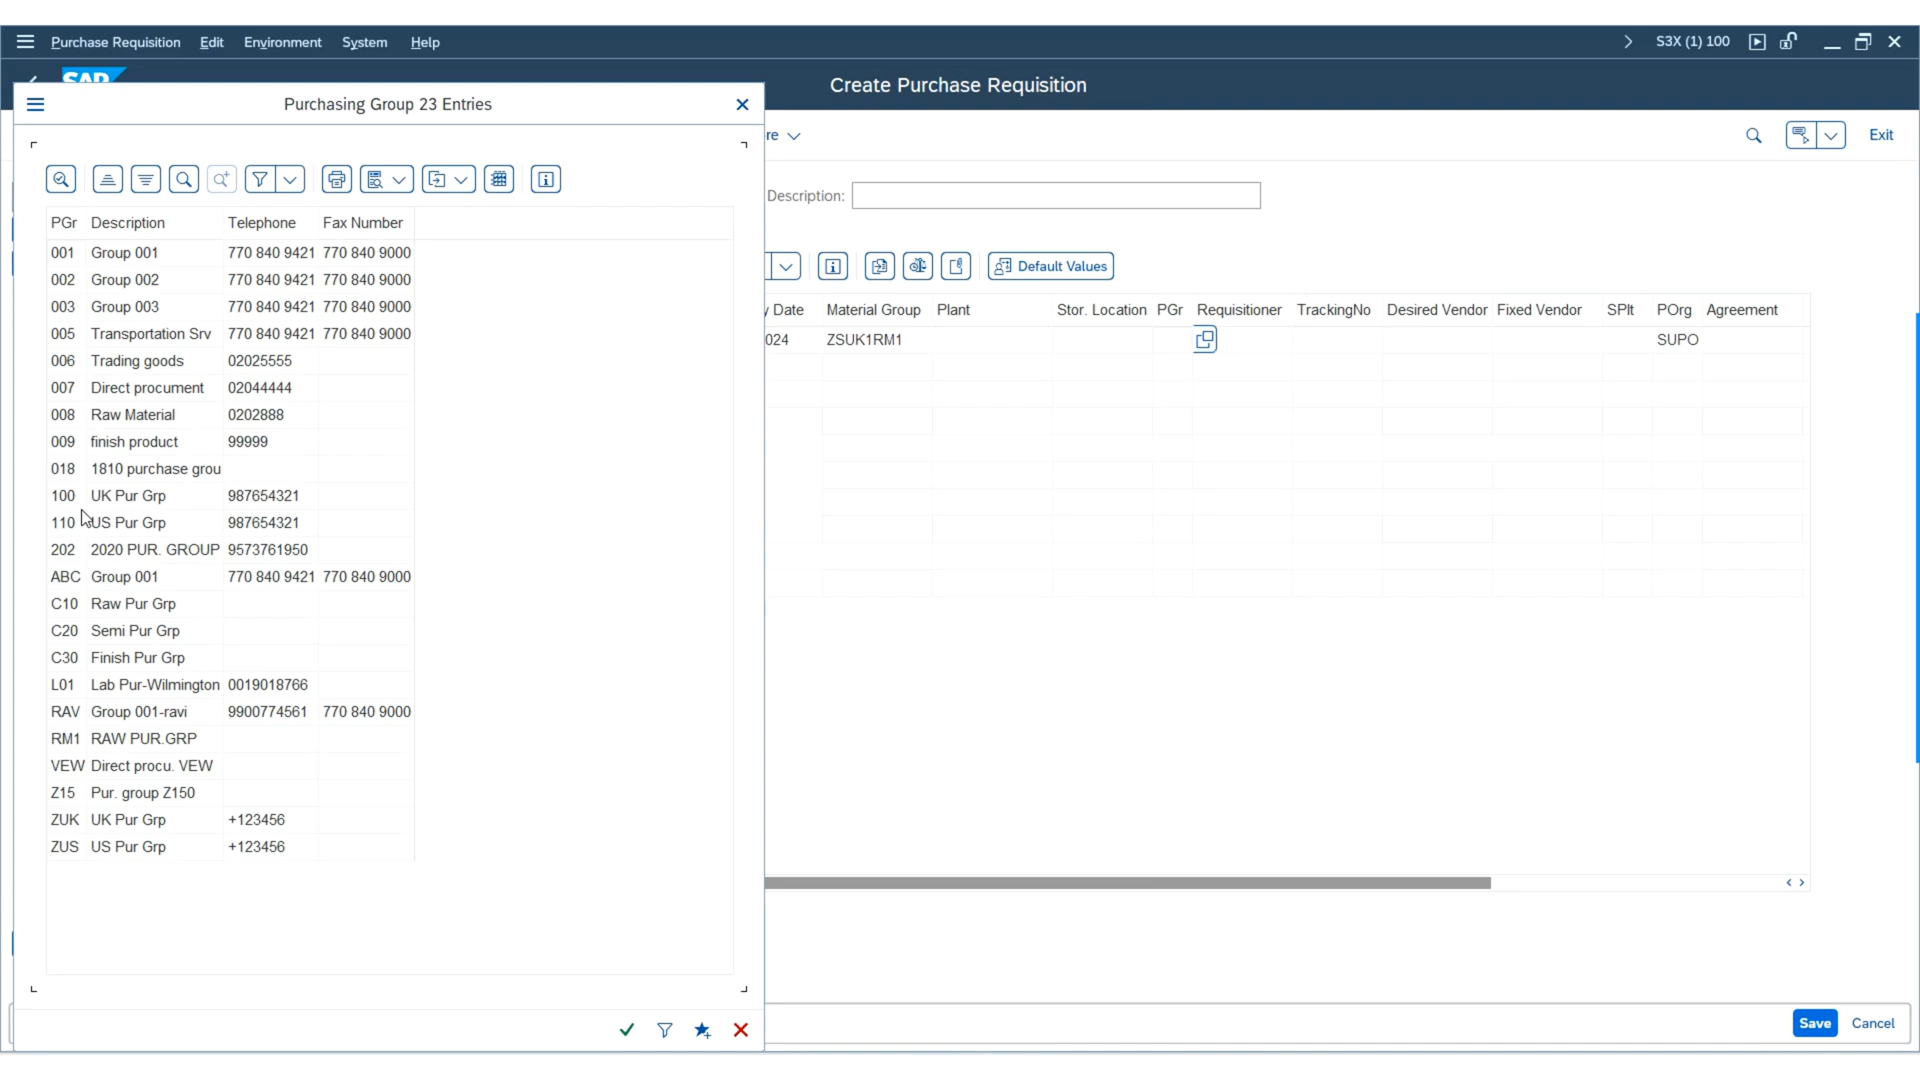 Purchase Requisition Edit Environment System Help S3X (1) 100
SAP Create Purchase Requisition
Purchasing Group 23 Entries
re Exit
Description:
Default Values
PGr Description Telephone Fax Number
001 Group 001 770 840 9421 770 840 9000
002 Group 002 770 840 9421 770 840 9000
003 Group 003 770 840 9421 770 840 9000
005 Transportation Srv 770 840 9421 770 840 9000
006 Trading goods 02025555
007 Direct procument 02044444
008 Raw Material 0202888
009 finish product 99999
018 1810 purchase grou
100 UK Pur Grp 987654321
110 US Pur Grp 987654321
202 2020 PUR. GROUP 9573761950
ABC Group 001 770 840 9421 770 840 9000
C10 Raw Pur Grp
C20 Semi Pur Grp
C30 Finish Pur Grp
L01 Lab Pur-Wilmington 0019018766
RAV Group 001-ravi 9900774561 770 840 9000
RM1 RAW PUR.GRP
VEW Direct procu. VEW
Z15 Pur. group Z150
ZUK UK Pur Grp +123456
ZUS US Pur Grp +123456
y Date Material Group Plant Stor. Location PGr Requisitioner TrackingNo Desired Vendor Fixed Vendor SPlt POrg Agreement
024 ZSUK1RM1 SUPO
Save Cancel